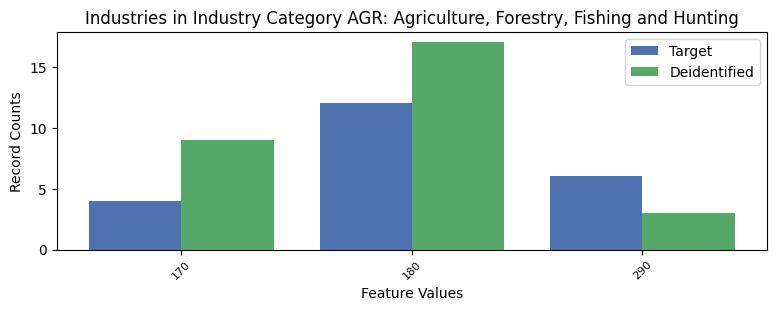 Industries in Industry Category AGR: Agriculture, Forestry, Fishing and Hunting
Target
Deidentified
Record Counts
15
10
5
0
170
180
290
Feature Values